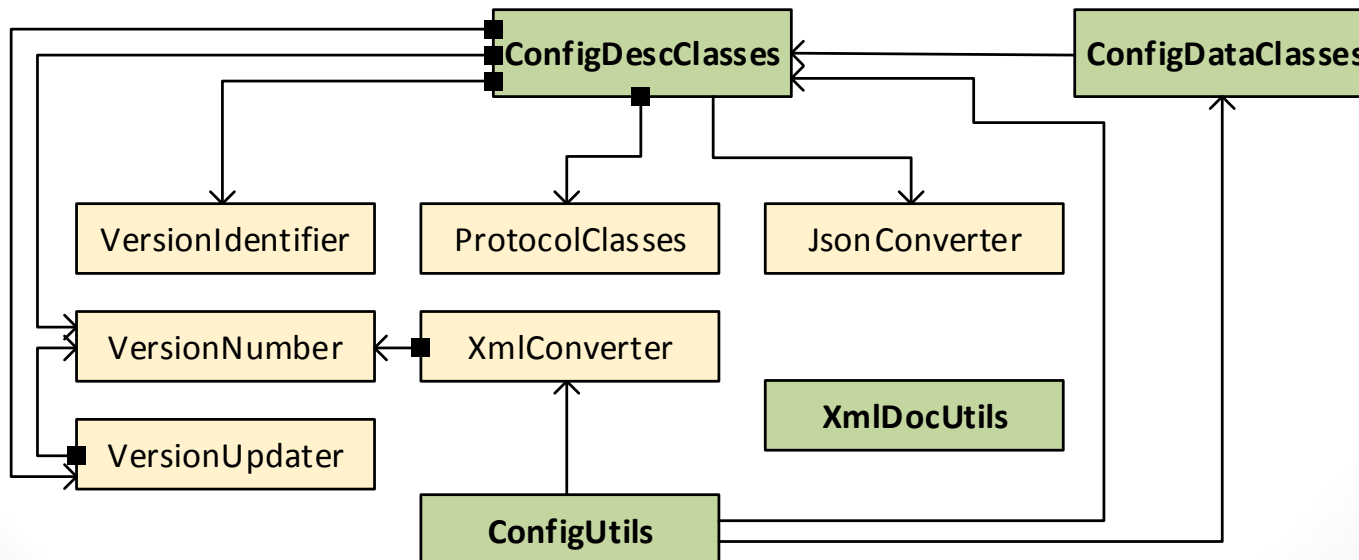 ConfigDescClasses
ConfigDataClasses
VersionIdentifier
ProtocolClasses
JsonConverter
VersionNumber
XmlConverter
XmlDocUtils
VersionUpdater
ConfigUtils